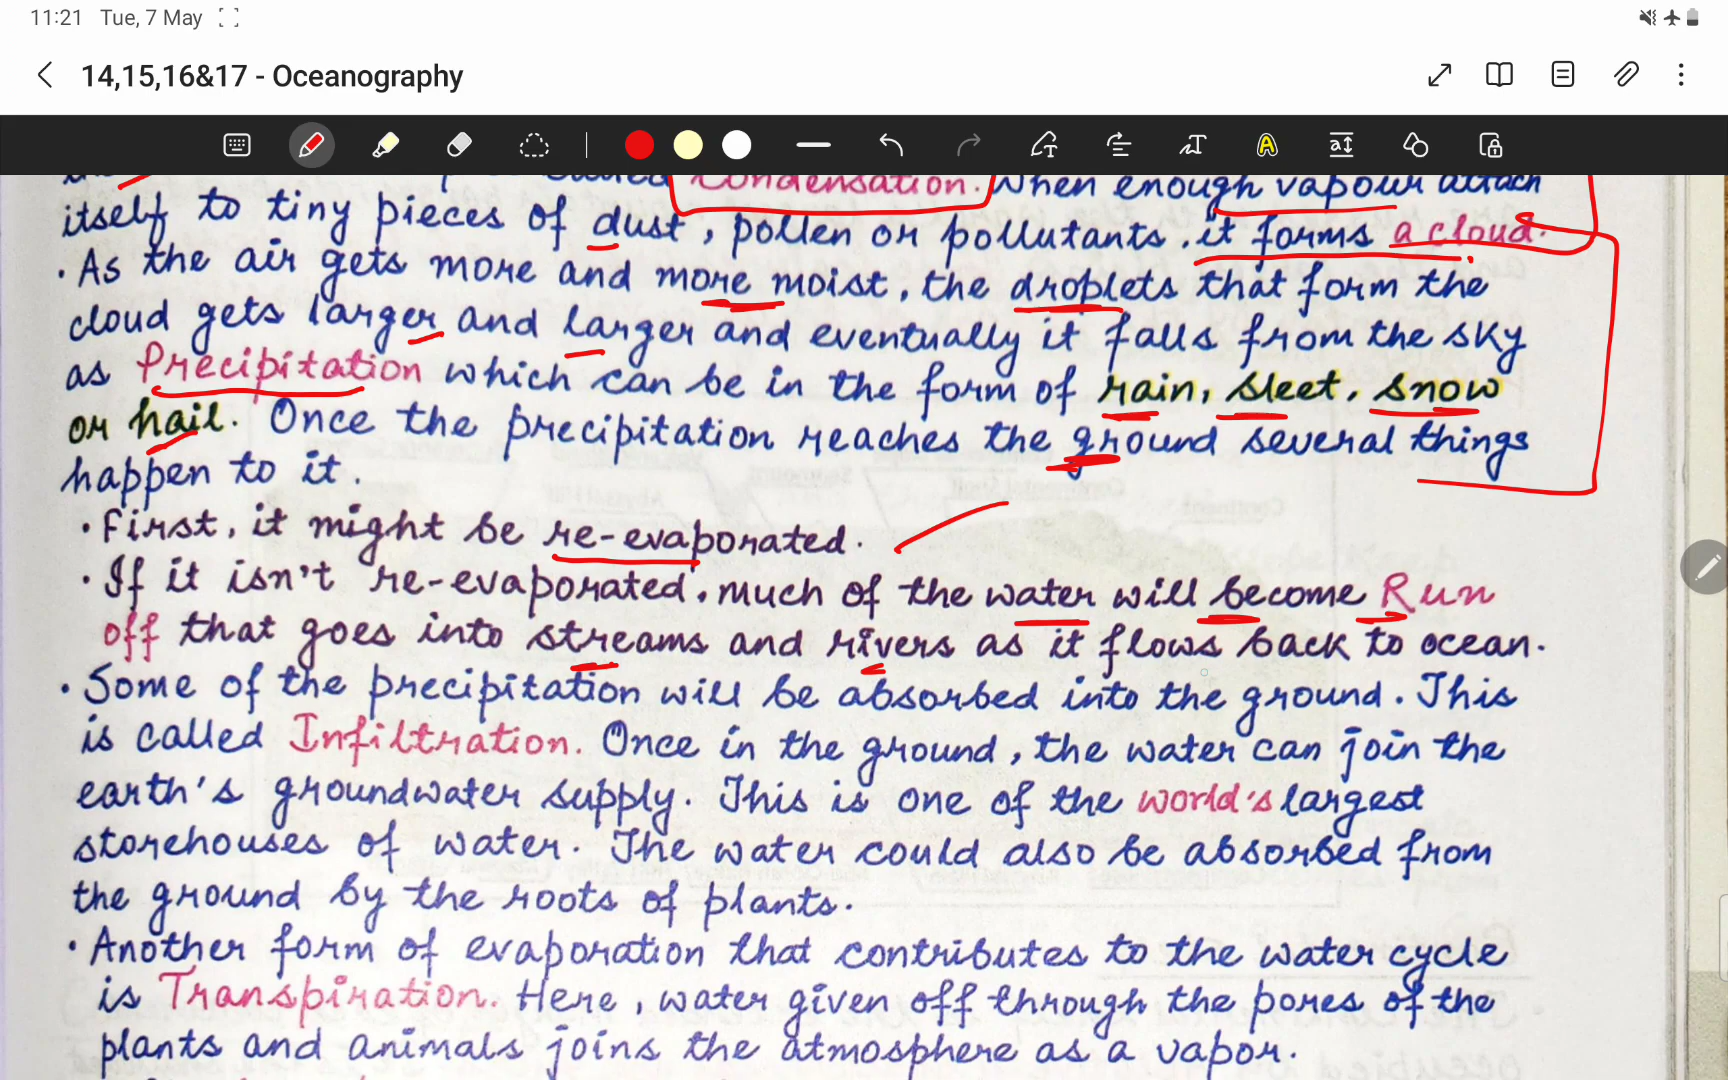 11:21 Tue, 7 May
14,15,16&17 - Oceanography
Condensation. When enough vapour attach
itself to tiny pieces of dust, pollen or pollutants, it forms a cloud.
• As the air gets more and more moist, the droplets that form the
cloud gets larger and larger and eventually it falls from the sky
as Precipitation which can be in the form of rain, sleet, snow
or hail. Once the precipitation reaches the ground several things
happen to it.
• First, it might be re-evaporated.
• If it isn't re-evaporated, much of the water will become Run
off that goes into streams and rivers as it flows back to ocean.
• Some of the precipitation will be absorbed into the ground. This
is called Infiltration. Once in the ground, the water can join the
earth's groundwater supply. This is one of the world's largest
storehouses of water. The water could also be absorbed from
the ground by the roots of plants.
• Another form of evaporation that contributes to the water cycle
is Transpiration. Here, water given off through the pores of the
plants and animals joins the atmosphere as a vapor.